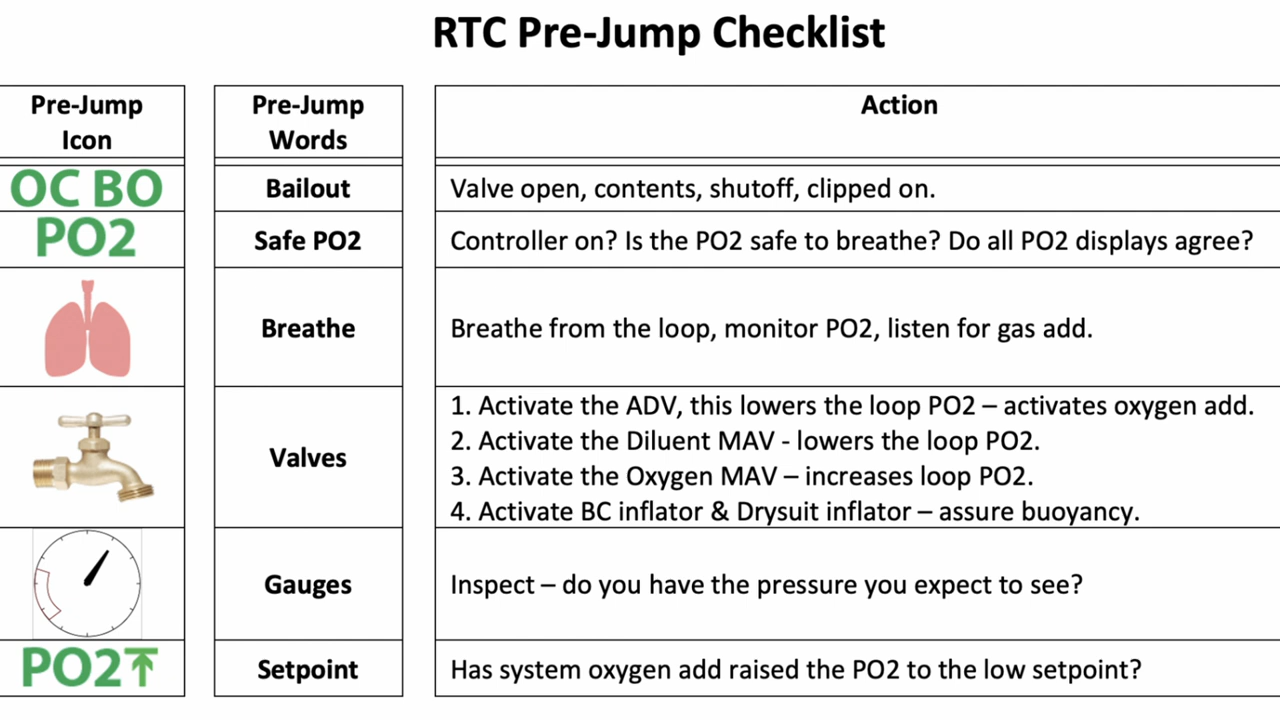 RTC Pre-Jump Checklist
Pre-Jump
Icon
Pre-Jump
Words
Action
OC BO
Bailout
Valve open, contents, shutoff, clipped on.
PO2
Safe PO2
Controller on? Is the PO2 safe to breathe? Do all PO2 displays agree?
Breathe
Breathe from the loop, monitor PO2, listen for gas add.
Valves
1. Activate the ADV, this lowers the loop PO2 – activates oxygen add.
2. Activate the Diluent MAV - lowers the loop PO2.
3. Activate the Oxygen MAV – increases loop PO2.
4. Activate BC inflator & Drysuit inflator – assure buoyancy.
Gauges
Inspect – do you have the pressure you expect to see?
PO2
Setpoint
Has system oxygen add raised the PO2 to the low setpoint?